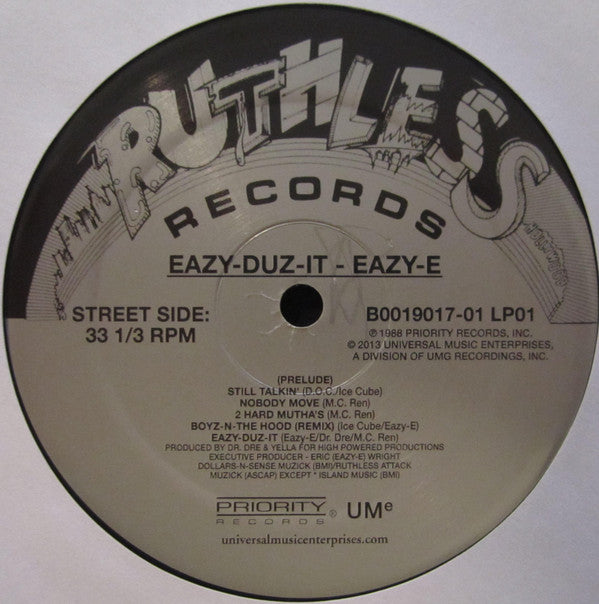 RUTHLESS
RECORDS
HOLLYWOOD
EAZY-DUZ-IT - EAZY-E
STREET SIDE:
33 1/3 RPM
B0019017-01 LP01
℗ 1988 PRIORITY RECORDS, INC.
© 2013 UNIVERSAL MUSIC ENTERPRISES,
A DIVISION OF UMG RECORDINGS, INC.
(PRELUDE)
STILL TALKIN' (D.O.C./Ice Cube)
NOBODY MOVE (M.C. Ren)
2 HARD MUTHA'S (M.C. Ren)
BOYZ-N-THE HOOD (REMIX) (Ice Cube/Eazy-E)
EAZY-DUZ-IT (Eazy-E/Dr. Dre/M.C. Ren)
PRODUCED BY DR. DRE & YELLA FOR HIGH POWERED PRODUCTIONS
EXECUTIVE PRODUCER - ERIC (EAZY-E) WRIGHT
DOLLARS-N-SENSE MUZICK (BMI)/RUTHLESS ATTACK
MUZICK (ASCAP) EXCEPT * ISLAND MUSIC (BMI)
PRIORITY
RECORDS ® UMe
universalmusicenterprises.com